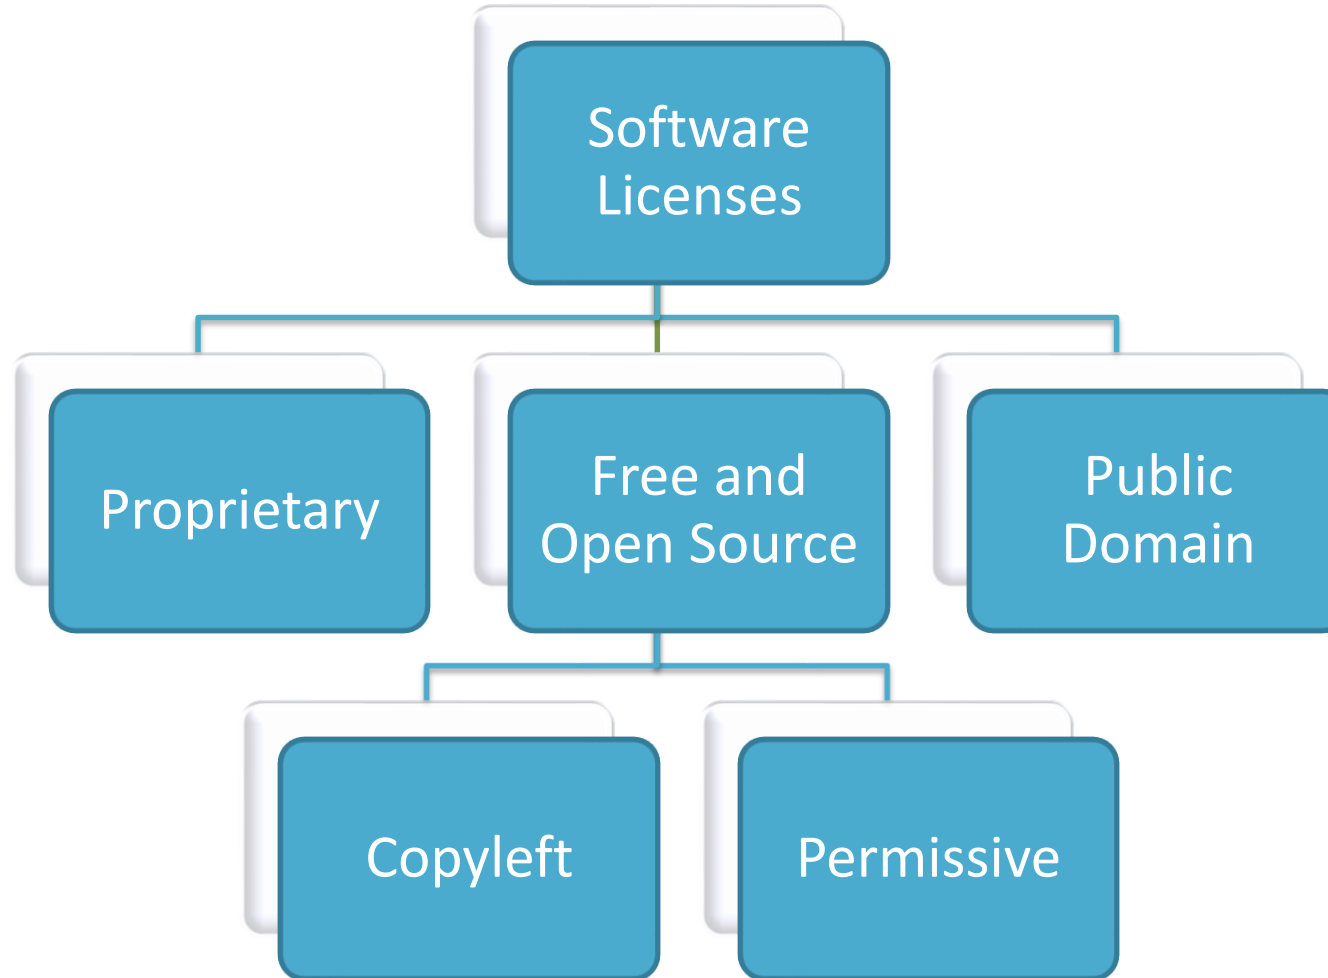 Software
Licenses
Proprietary
Free and
Open Source
Public
Domain
Copyleft
Permissive